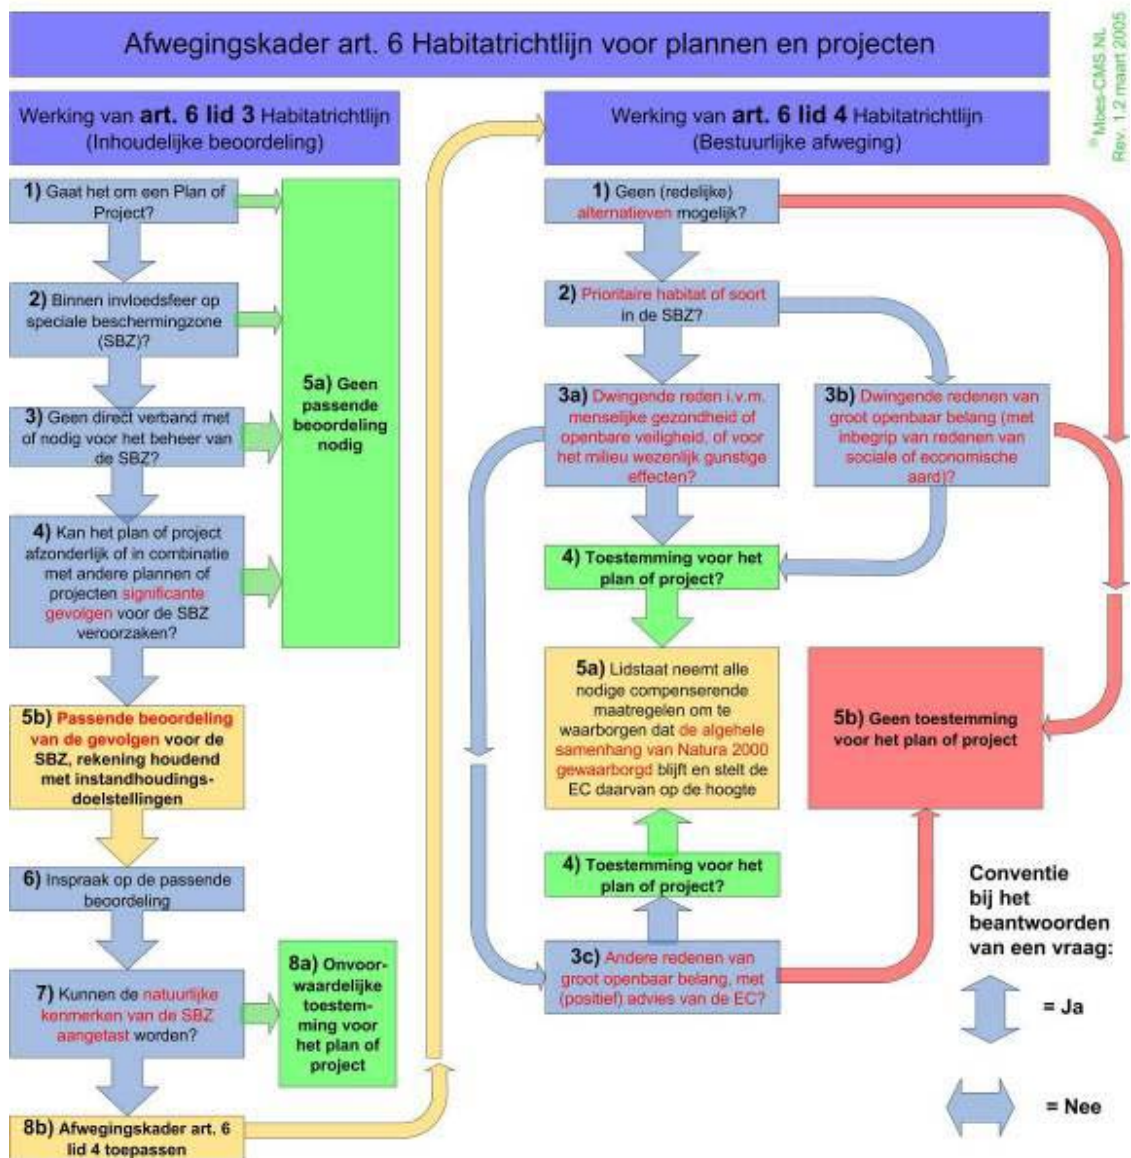 Afwegingskader art. 6 Habitatrichtlijn voor plannen en projecten
© Moes-CMS.NL
Rev. 1.2 maart 2005
Werking van art. 6 lid 3 Habitatrichtlijn
(Inhoudelijke beoordeling)
1) Gaat het om een Plan of
Project?
2) Binnen invloedsfeer op
speciale beschermingzone
(SBZ)?
3) Geen direct verband met
of nodig voor het beheer van
de SBZ?
4) Kan het plan of project
afzonderlijk of in combinatie
met andere plannen of
projecten significante
gevolgen voor de SBZ
veroorzaken?
5a) Geen
passende
beoordeling
nodig
5b) Passende beoordeling
van de gevolgen voor de
SBZ, rekening houdend
met instandhoudings-
doelstellingen
6) Inspraak op de passende
beoordeling
7) Kunnen de natuurlijke
kenmerken van de SBZ
aangetast worden?
8a) Onvoor-
waardelijke
toestem-
ming voor
het plan of
project
8b) Afwegingskader art. 6
lid 4 toepassen
Werking van art. 6 lid 4 Habitatrichtlijn
(Bestuurlijke afweging)
1) Geen (redelijke)
alternatieven mogelijk?
2) Prioritaire habitat of soort
in de SBZ?
3a) Dwingende reden i.v.m.
menselijke gezondheid of
openbare veiligheid, of voor
het milieu wezenlijk gunstige
effecten?
3b) Dwingende redenen van
groot openbaar belang (met
inbegrip van redenen van
sociale of economische
aard)?
4) Toestemming voor het
plan of project?
5a) Lidstaat neemt alle
nodige compenserende
maatregelen om te
waarborgen dat de algehele
samenhang van Natura 2000
gewaarborgd blijft en stelt de
EC daarvan op de hoogte
5b) Geen toestemming
voor het plan of project
4) Toestemming voor het
plan of project?
3c) Andere redenen van
groot openbaar belang, met
(positief) advies van de EC?
Conventie
bij het
beantwoorden
van een vraag:
= Ja
= Nee